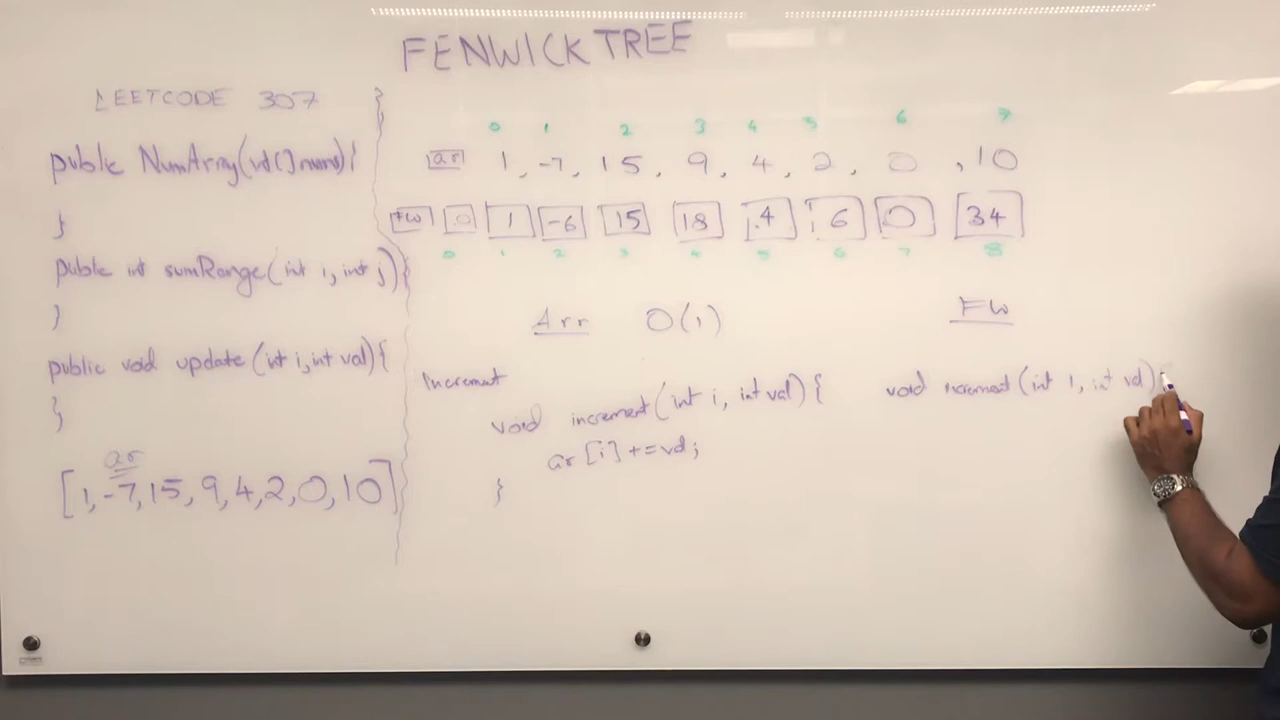 FENWICK TREE
LEETCODE 307
public NumArray(int[] nums){
}
public int sumRange(int i, int j){
}
public void update(int i, int val){
}
ar
[1, -7, 15, 9, 4, 2, 0, 10]
}
0 1 2 3 4 5 6 7
ar 1, -7, 15, 9, 4, 2, 0, 10
FW 0 1 -6 15 18 4 6 0 34
0 1 2 3 4 5 6 7 8
Arr O(1) FW
Increment
void increment(int i, int val){
ar[i]+=val;
}
void increment(int i, int val)